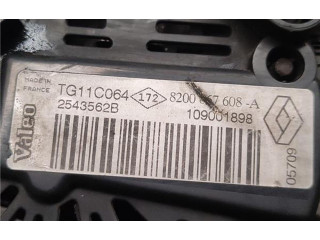 MADE IN
FRANCE
TG11C064 172 8200 608-A
2543562B 109001898
Valeo
05709